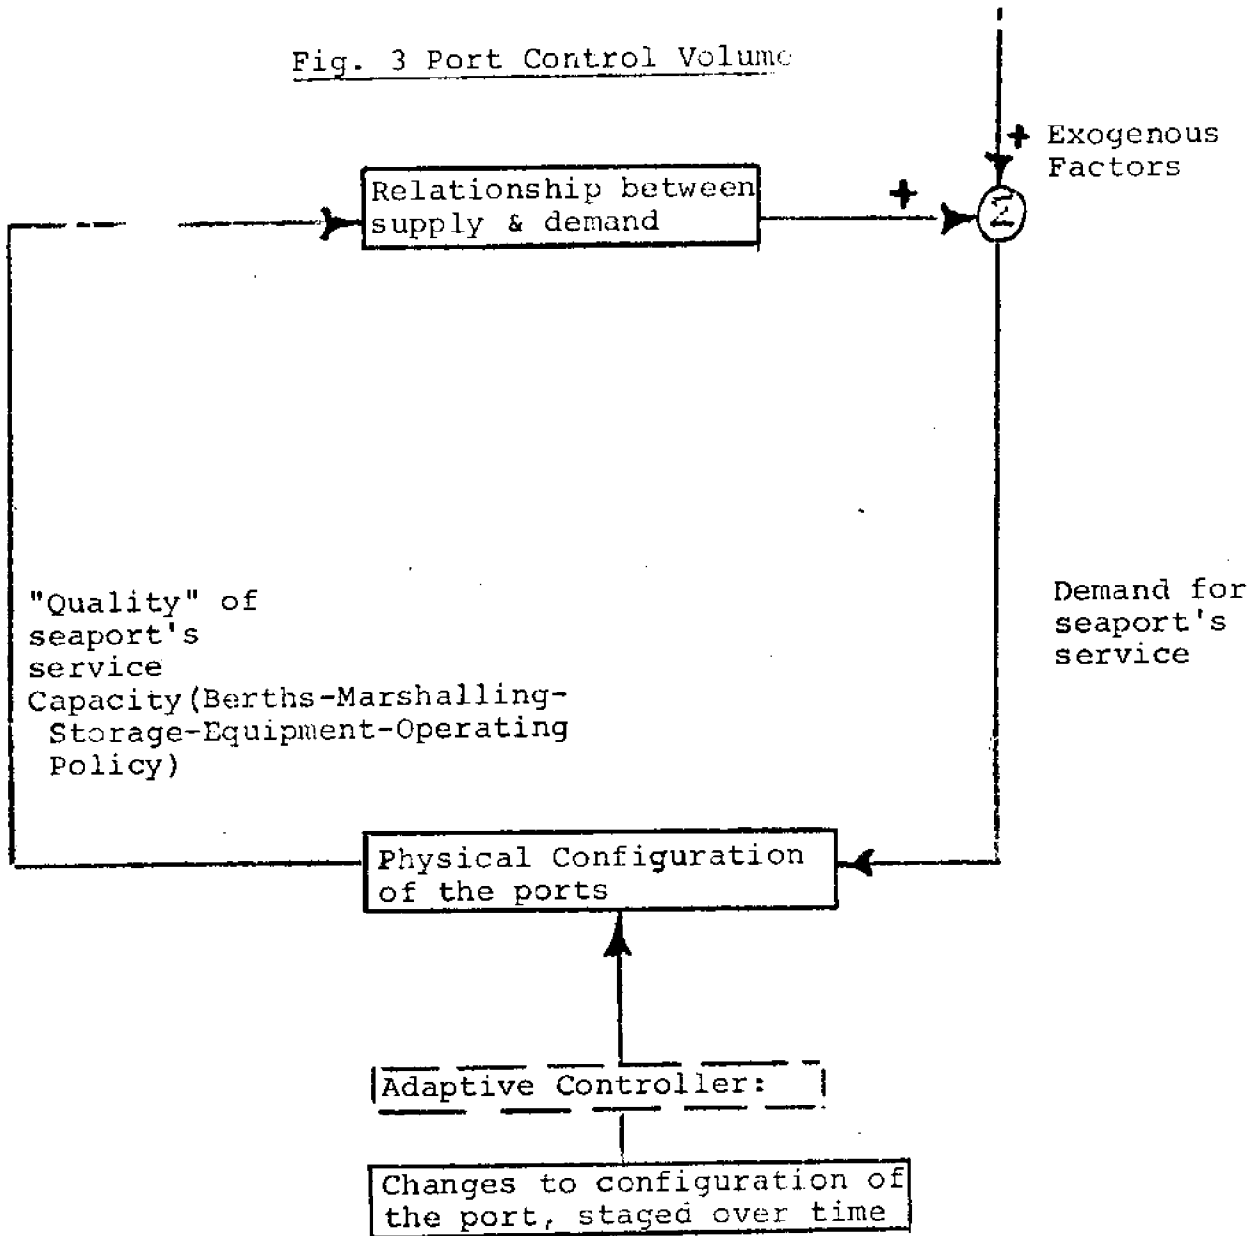 Fig. 3 Port Control Volume
+ Exogenous
Factors
Relationship between
supply & demand
+
Σ
"Quality" of
seaport's
service
Capacity(Berths-Marshalling-
Storage-Equipment-Operating
Policy)
Demand for
seaport's
service
Physical Configuration
of the ports
Adaptive Controller:
Changes to configuration of
the port, staged over time